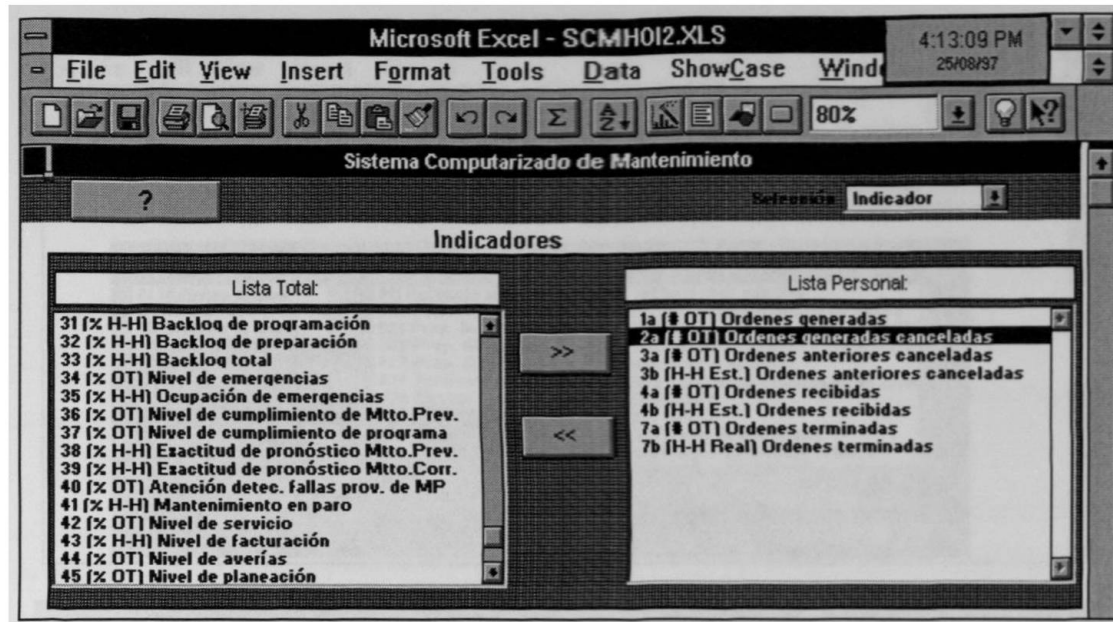 Microsoft Excel - SCMH0I2.XLS
4:13:09 PM
25/08/97
File Edit View Insert Format Tools Data ShowCase Wind
80%
Sistema Computarizado de Mantenimiento
?
Selección Indicador
Indicadores
Lista Total:
31 (% H-H) Backlog de programación
32 (% H-H) Backlog de preparación
33 (% H-H) Backlog total
34 (% OT) Nivel de emergencias
35 (% H-H) Ocupación de emergencias
36 (% OT) Nivel de cumplimiento de Mtto.Prev.
37 (% OT) Nivel de cumplimiento de programa
38 (% H-H) Exactitud de pronóstico Mtto.Prev.
39 (% H-H) Exactitud de pronóstico Mtto.Corr.
40 (% OT) Atención detec. fallas prov. de MP
41 (% H-H) Mantenimiento en paro
42 (% OT) Nivel de servicio
43 (% H-H) Nivel de facturación
44 (% OT) Nivel de averías
45 (% OT) Nivel de planeación
>>
<<
Lista Personal:
1a (# OT) Ordenes generadas
2a (# OT) Ordenes generadas canceladas
3a (# OT) Ordenes anteriores canceladas
3b (H-H Est.) Ordenes anteriores canceladas
4a (# OT) Ordenes recibidas
4b (H-H Est.) Ordenes recibidas
7a (# OT) Ordenes terminadas
7b (H-H Real) Ordenes terminadas